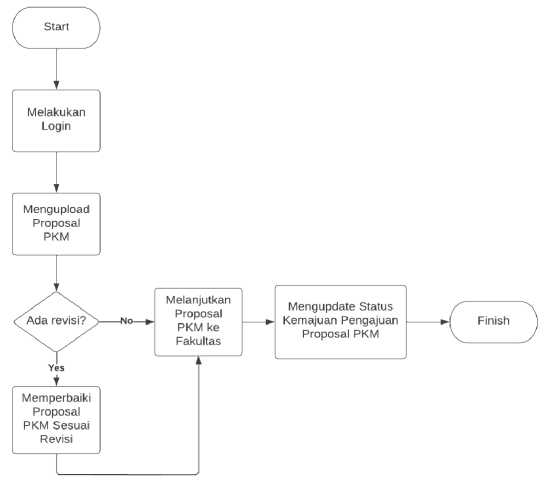 Start
Melakukan
Login
Mengupload
Proposal
PKM
Ada revisi?
No
Yes
Melanjutkan
Proposal
PKM ke
Fakultas
Mengupdate Status
Kemajuan Pengajuan
Proposal PKM
Finish
Memperbaiki
Proposal
PKM Sesuai
Revisi